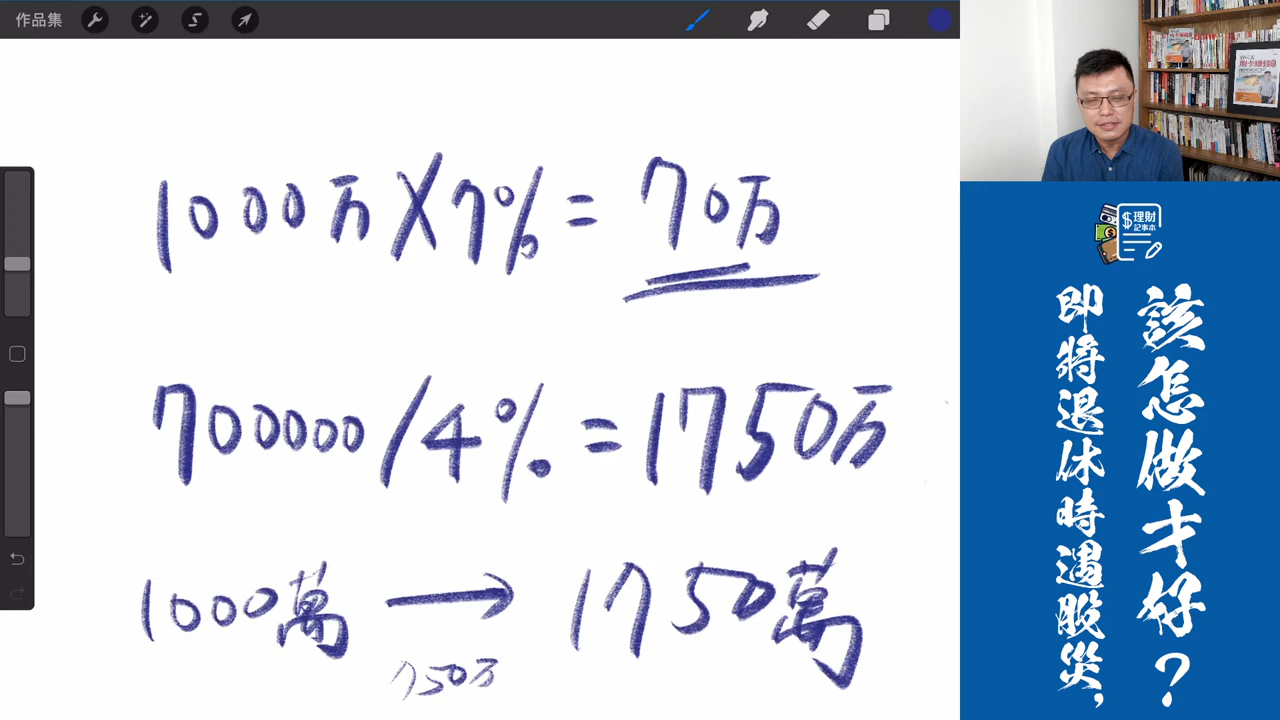 作品集
1000万X7%=70万
700000/4%=1750万
1000萬→1750萬
750万
$理財
記事本
該怎做才好？
即將退休時遇股災，